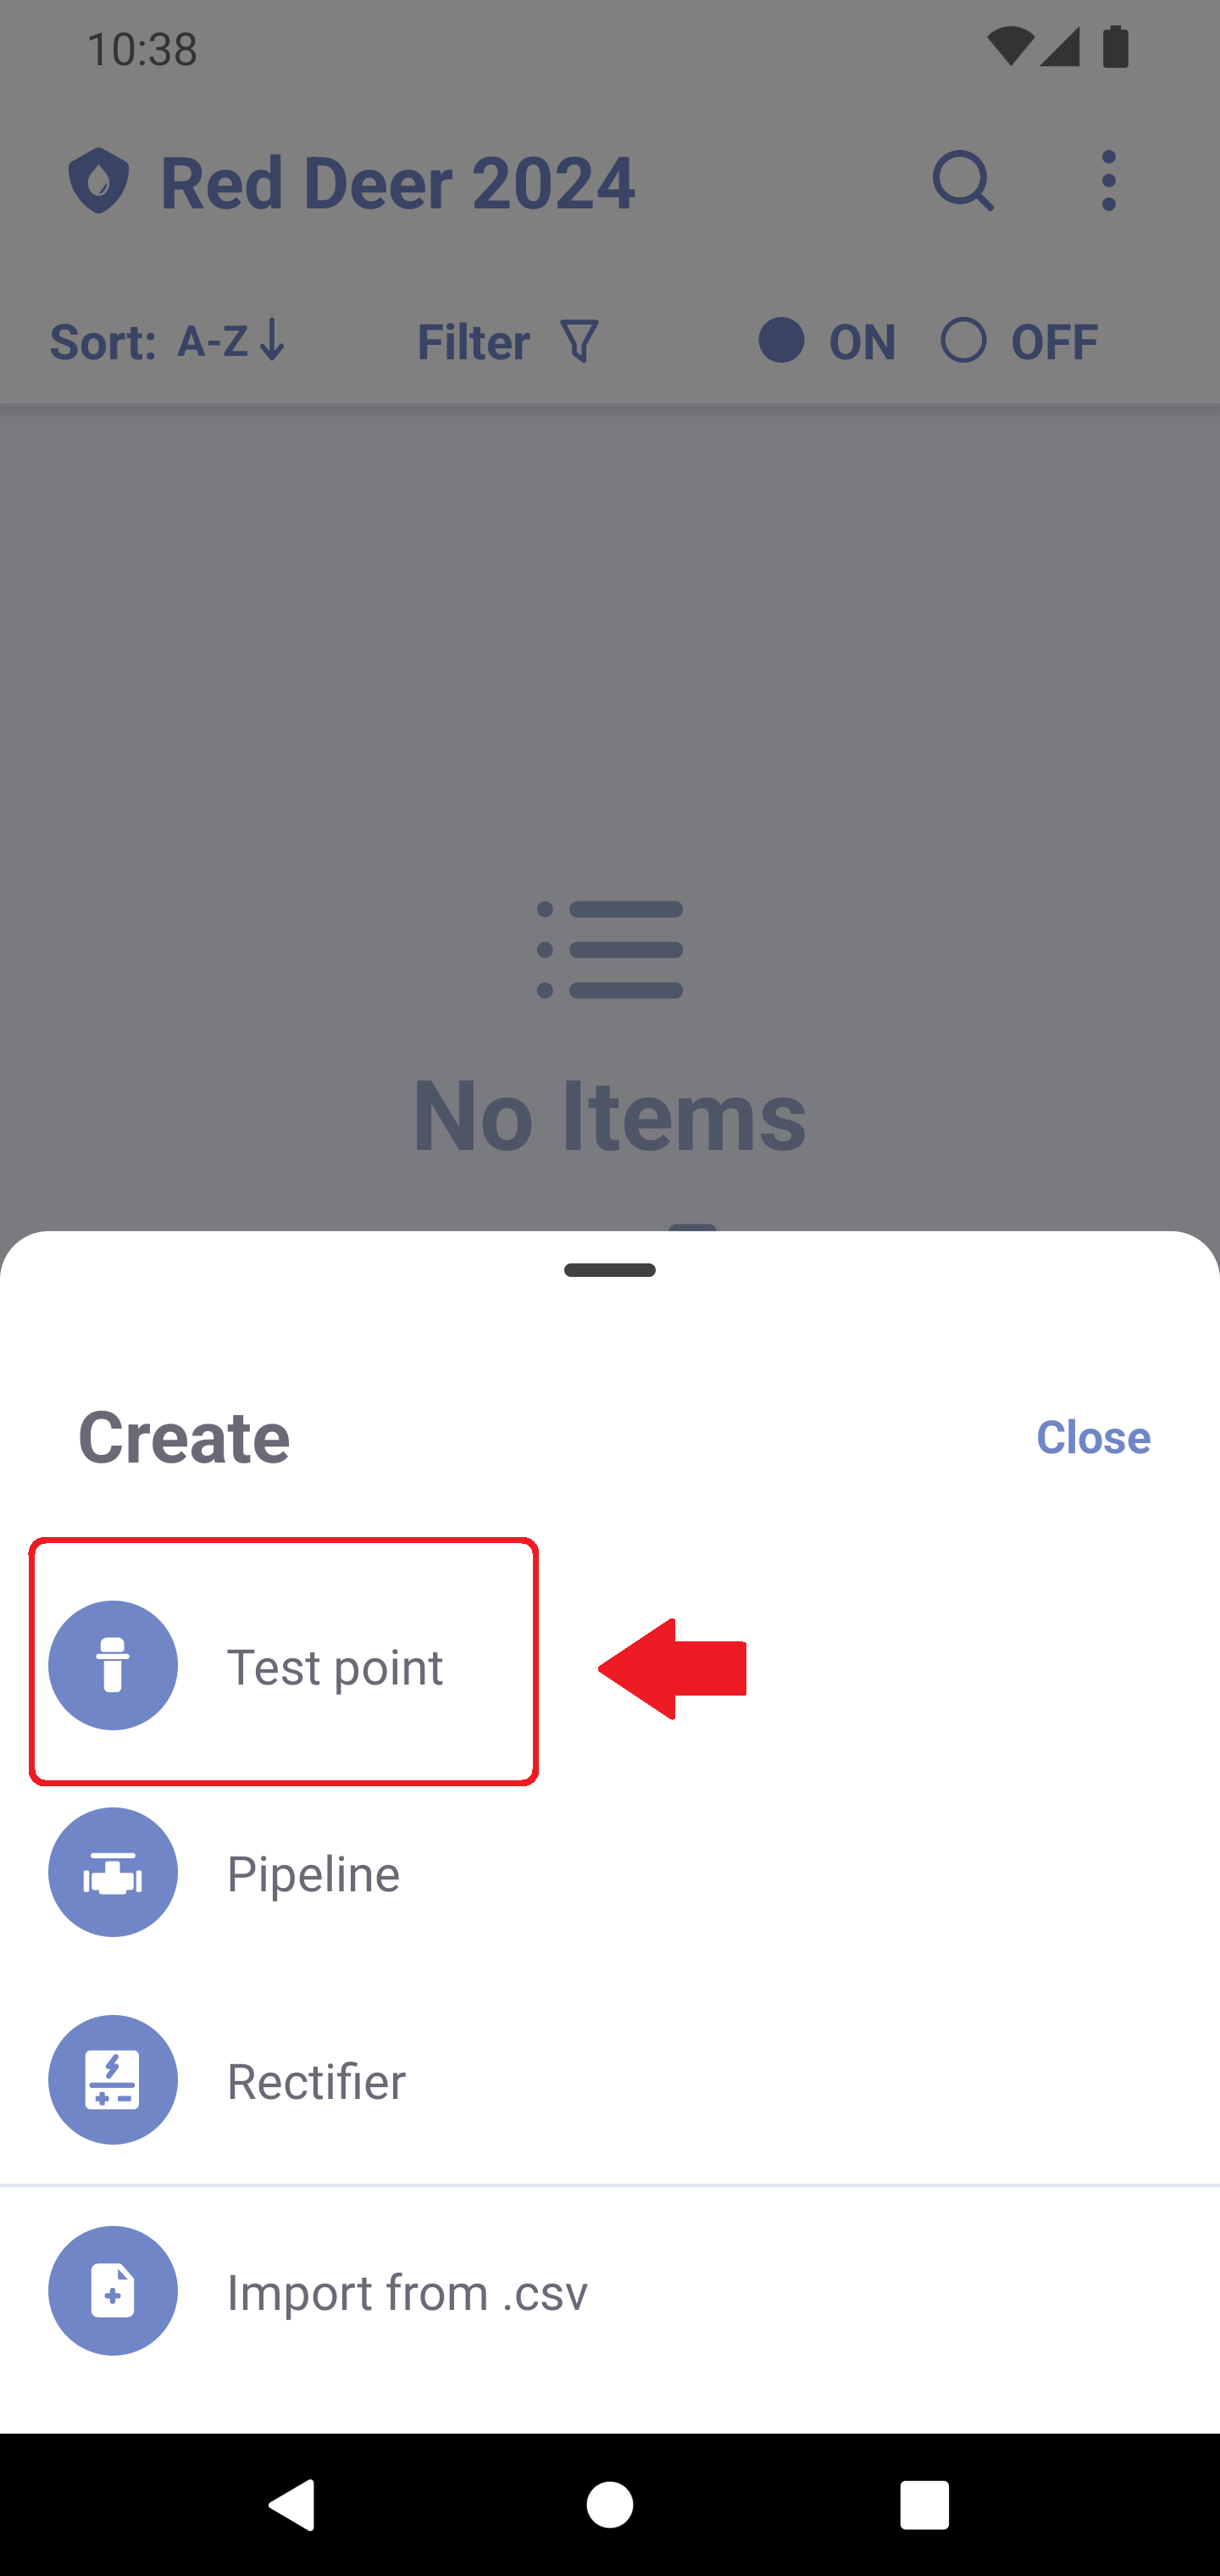 10:38
Red Deer 2024
Sort: A-Z Filter ON OFF
No Items
Create Close
Test point
Pipeline
Rectifier
Import from .csv